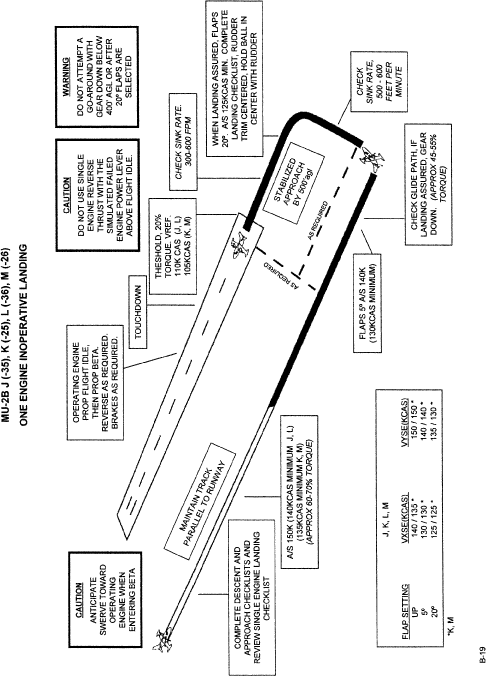 MU-2B J (-35), K (-25), L (-36), M (-26)
ONE ENGINE INOPERATIVE LANDING
CAUTION
ANTICIPATE
SWERVE TOWARD
OPERATING
ENGINE WHEN
ENTERING BETA
OPERATING ENGINE
PROP FLIGHT IDLE,
THEN PROP BETA.
REVERSE AS REQUIRED.
BRAKES AS REQUIRED.
CAUTION
DO NOT USE SINGLE
ENGINE REVERSE
THRUST WITH THE
SIMULATED FAILED
ENGINE POWER LEVER
ABOVE FLIGHT IDLE.
WARNING
DO NOT ATTEMPT A
GO-AROUND WITH
GEAR DOWN BELOW
400' AGL OR AFTER
20º FLAPS ARE
SELECTED
TOUCHDOWN
THESHOLD, 20%
TORQUE. VREF.
110K CAS (J, L)
105KCAS (K, M)
CHECK SINK RATE.
300-600 FPM
WHEN LANDING ASSURED, FLAPS
20º. A/S 125KCAS MIN. COMPLETE
LANDING CHECKLIST, RUDDER
TRIM CENTERED, HOLD BALL IN
CENTER WITH RUDDER
MAINTAIN TRACK
PARALLEL TO RUNWAY
STABILIZED
APPROACH
BY 500'agl
AS REQUIRED
AS REQUIRED
CHECK
SINK RATE,
500 - 600
FEET PER
MINUTE
COMPLETE DESCENT AND
APPROACH CHECKLISTS AND
REVIEW SINGLE ENGINE LANDING
CHECKLIST
A/S 150K (140KCAS MINIMUM J, L)
(135KCAS MINIMUM K, M)
(APPROX 60-70% TORQUE)
FLAPS 5º A/S 140K
(130KCAS MINIMUM)
CHECK GLIDE PATH, IF
LANDING ASSURED, GEAR
DOWN. (APPROX 45-55%
TORQUE)
J, K, L, M
FLAP SETTING VXSE(KCAS) VYSE(KCAS)
UP 140 / 135 * 150 / 150 *
5º 130 / 130 * 140 / 140 *
20º 125 / 125 * 135 / 130 *
*K, M
B-19